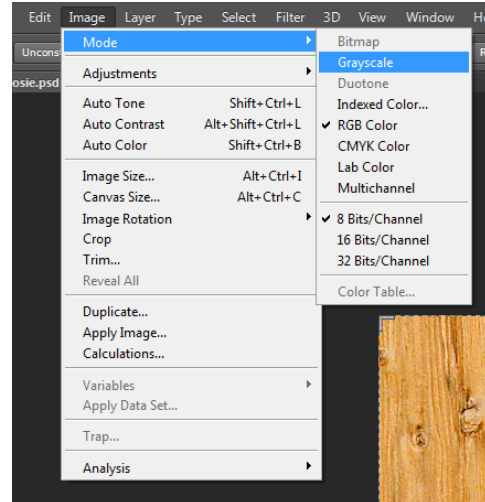 Edit Image Layer Type Select Filter 3D View Window
Mode
Adjustments
Auto Tone Shift+Ctrl+L
Auto Contrast Alt+Shift+Ctrl+L
Auto Color Shift+Ctrl+B
Image Size... Alt+Ctrl+I
Canvas Size... Alt+Ctrl+C
Image Rotation
Crop
Trim...
Reveal All
Duplicate...
Apply Image...
Calculations...
Variables
Apply Data Set...
Trap...
Analysis
Bitmap
Grayscale
Duotone
Indexed Color...
RGB Color
CMYK Color
Lab Color
Multichannel
8 Bits/Channel
16 Bits/Channel
32 Bits/Channel
Color Table...
Uncons
osie.psd